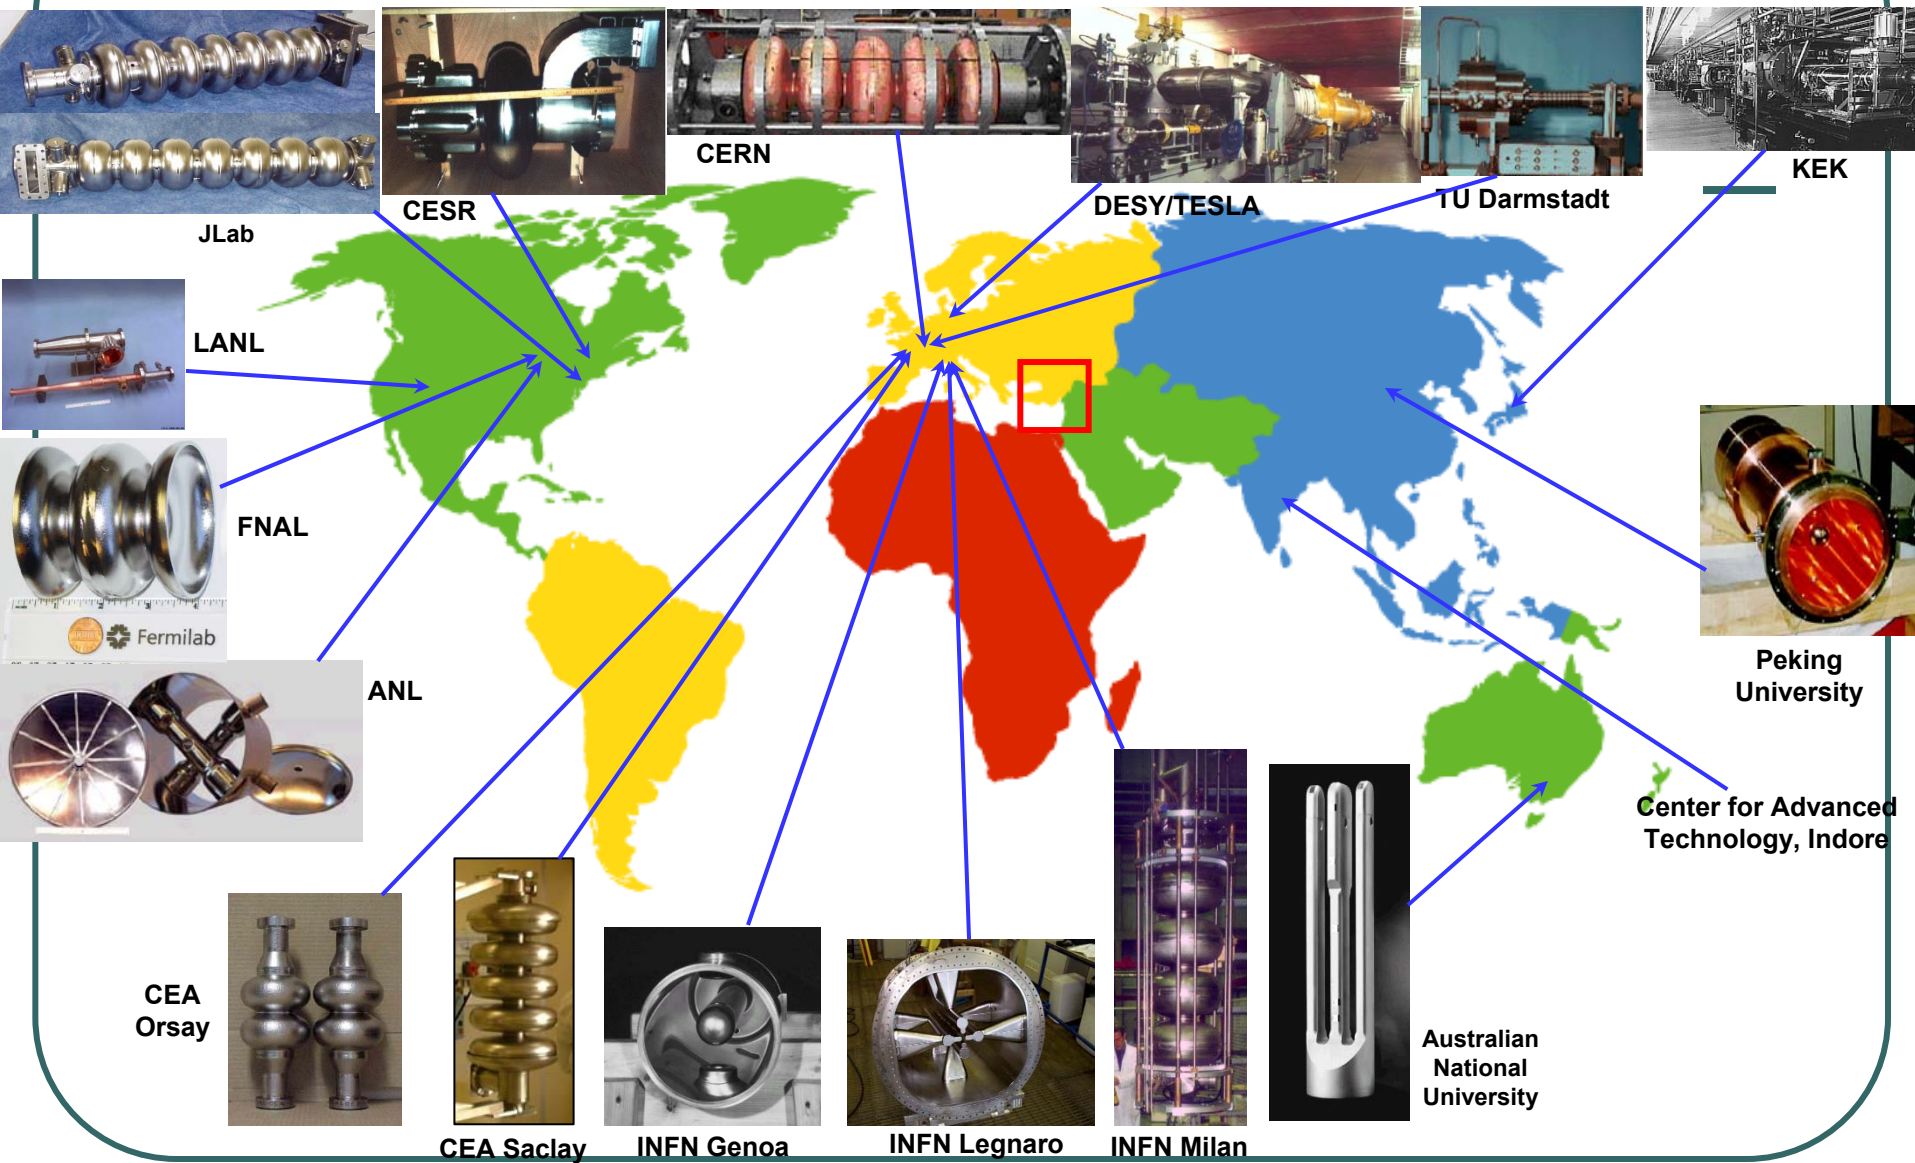 CERN
KEK
DESY/TESLA
TU Darmstadt
CESR
JLab
LANL
FNAL
Fermilab
ANL
Peking
University
Center for Advanced
Technology, Indore
CEA
Orsay
Australian
National
University
CEA Saclay
INFN Genoa
INFN Legnaro
INFN Milan